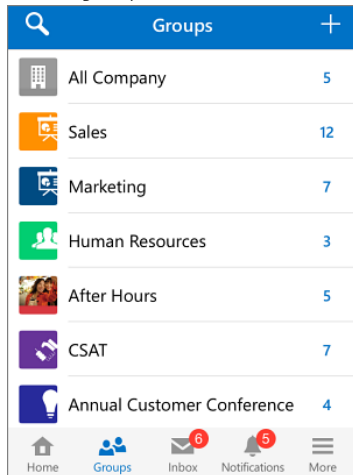 Groups
All Company 5
Sales 12
Marketing 7
Human Resources 3
After Hours 5
CSAT 7
Annual Customer Conference 4
6 5
Home Groups Inbox Notifications More